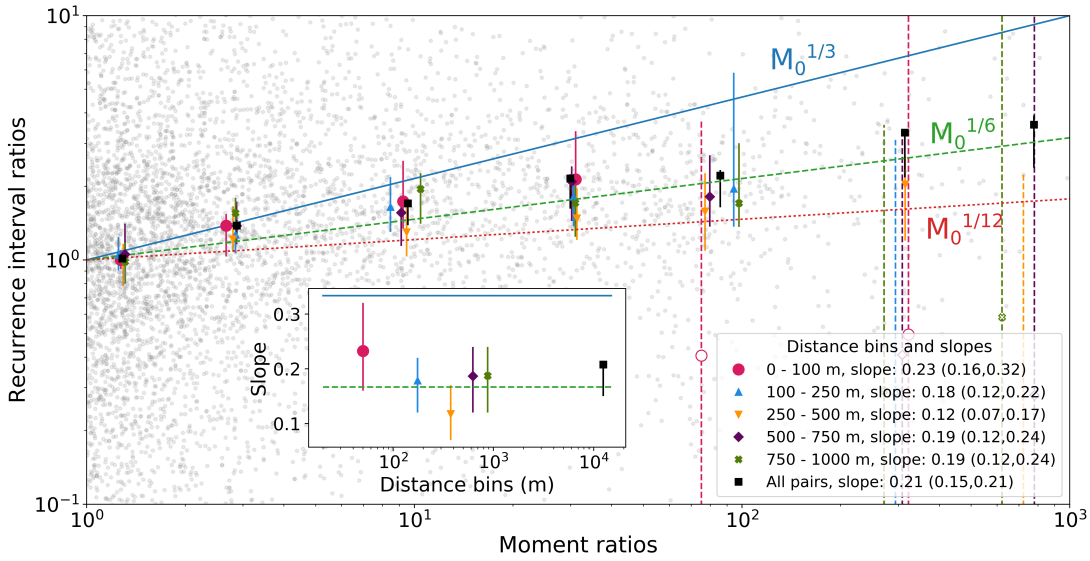 10^1
M_0^1/3
M_0^1/6
M_0^1/12
Recurrence interval ratios
10^0
10^-1
0.3
0.2
0.1
Slope
10^2
10^3
10^4
Distance bins (m)
Distance bins and slopes
0 - 100 m, slope: 0.23 (0.16,0.32)
100 - 250 m, slope: 0.18 (0.12,0.22)
250 - 500 m, slope: 0.12 (0.07,0.17)
500 - 750 m, slope: 0.19 (0.12,0.24)
750 - 1000 m, slope: 0.19 (0.12,0.24)
All pairs, slope: 0.21 (0.15,0.21)
10^0
10^1
10^2
10^3
Moment ratios